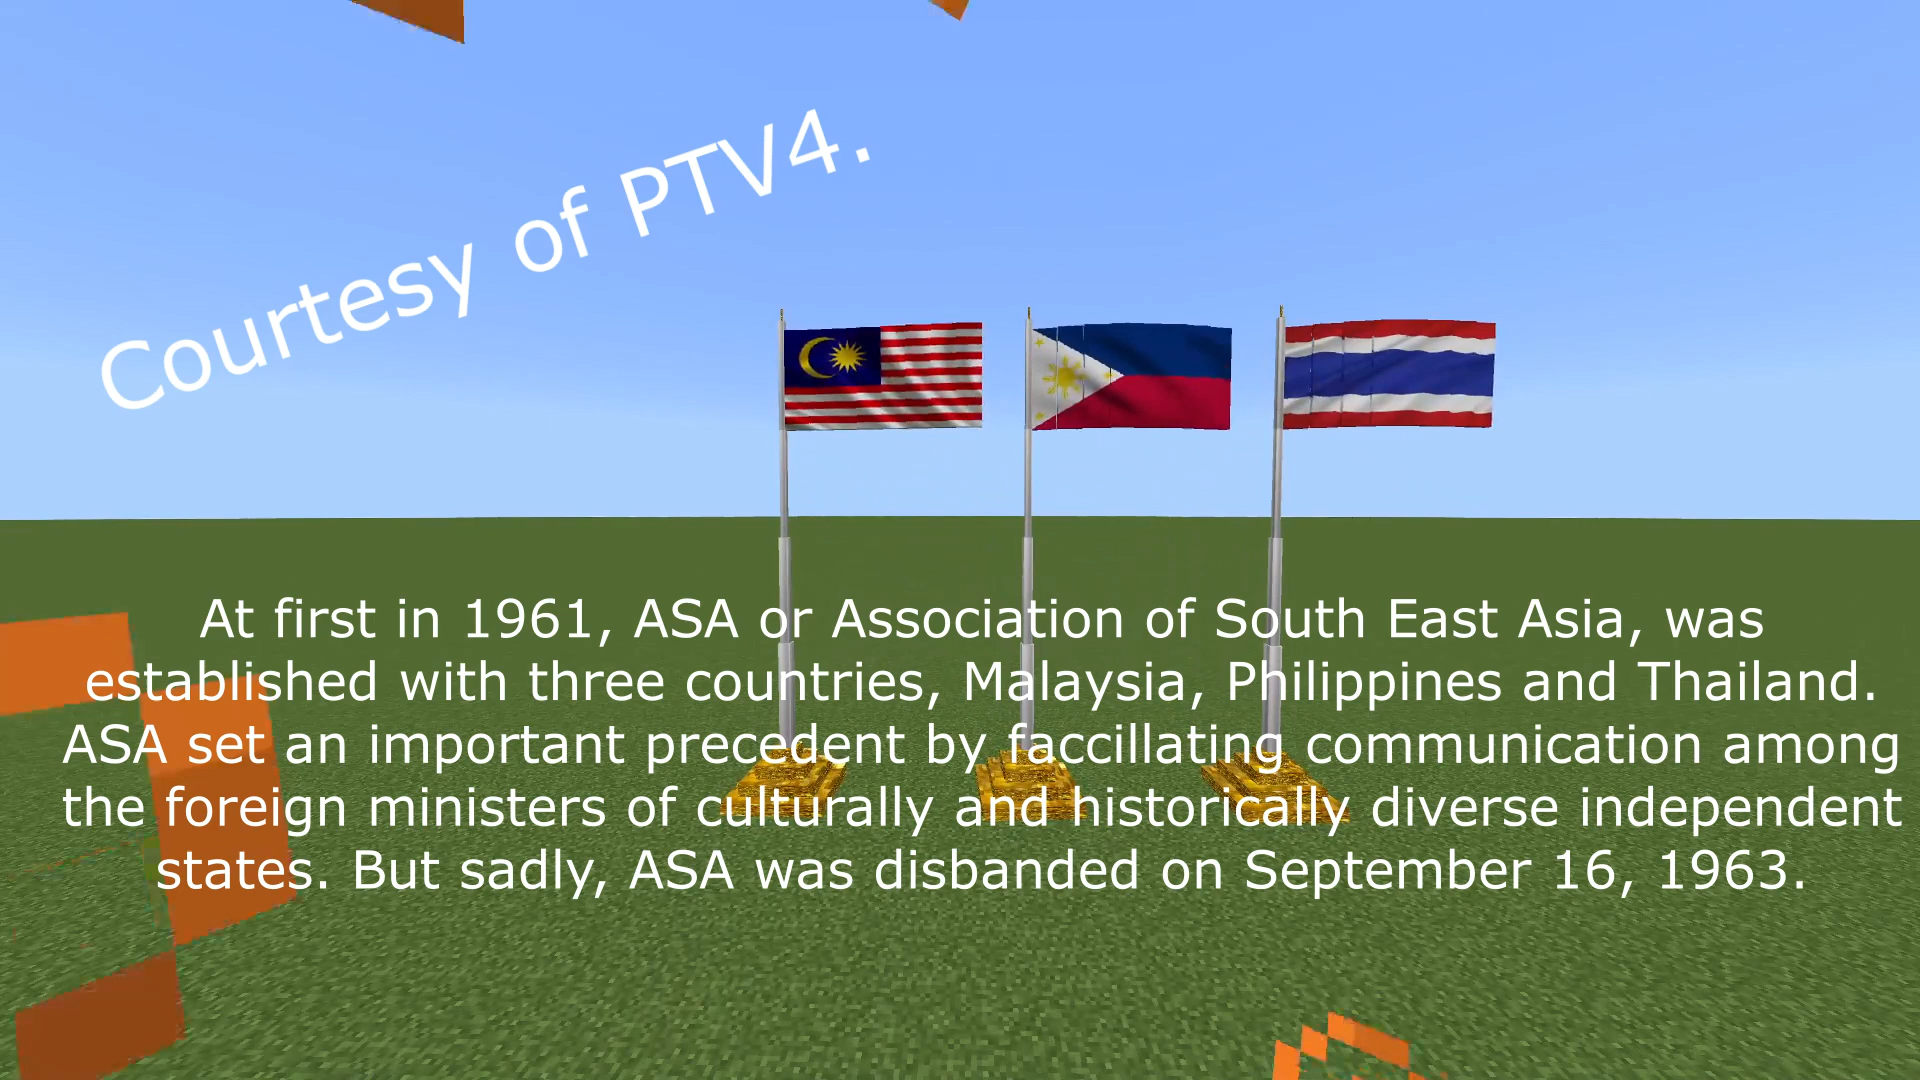 Courtesy of PTV4.
At first in 1961, ASA or Association of South East Asia, was
established with three countries, Malaysia, Philippines and Thailand.
ASA set an important precedent by faccillating communication among
the foreign ministers of culturally and historically diverse independent
states. But sadly, ASA was disbanded on September 16, 1963.